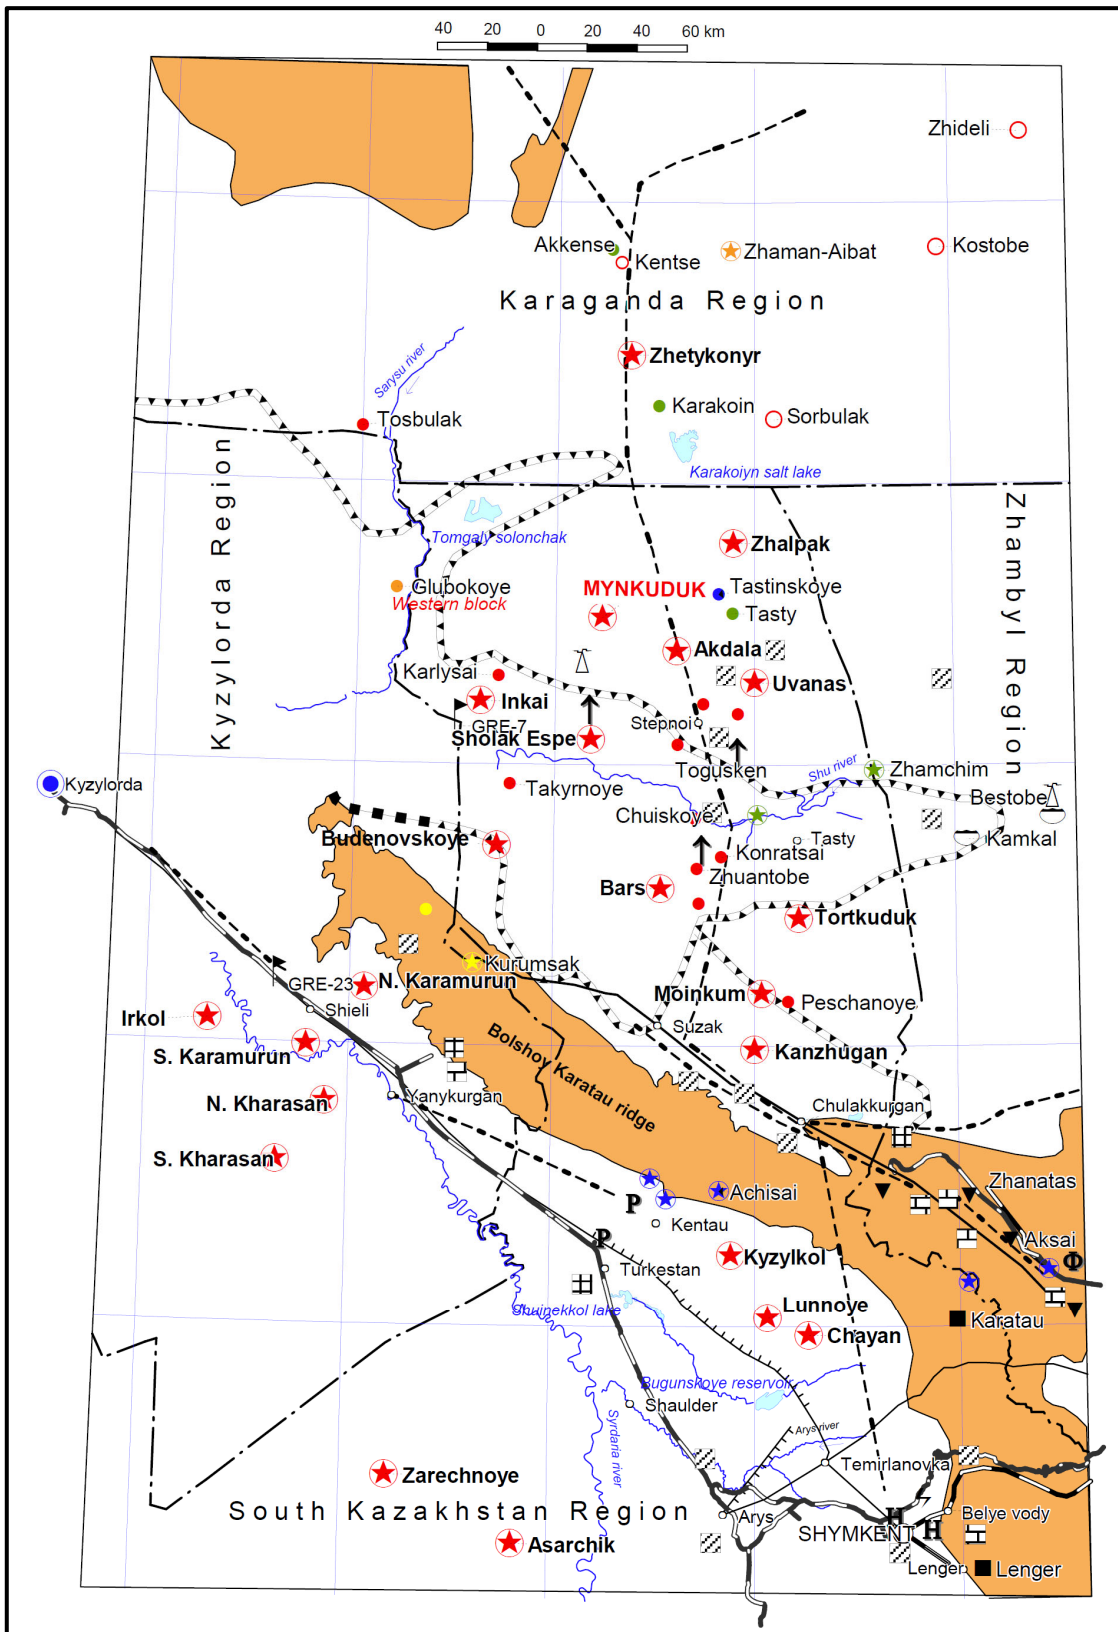 40 20 0 20 40 60 km
Zhideli
Akkense
Kentse
Zhaman-Aibat
Kostobe
Karaganda Region
Sarysu river
Zhetykonyr
Tosbulak
Karakoin
Sorbulak
Karakoiyn salt lake
Kyzylorda Region
Zhambyl Region
Tomgaly solonchak
Zhalpak
Glubokoye
Western block
MYNKUDUK
Tastinskoye
Tasty
Akdala
Karlysai
Uvanas
Inkai
GRE-7
Stepnoi
Sholak Espe
Togusken
Shu river
Zhamchim
Kyzylorda
Takyrnoye
Bestobe
Chuiskoye
Budenovskoye
Tasty
Kamkal
Konratsai
Zhuantobe
Bars
Tortkuduk
Kurumsak
GRE-23
N. Karamurun
Moinkum
Peschanoye
Irkol
Shieli
Suzak
S. Karamurun
Bolshoy Karatau ridge
Kanzhugan
N. Kharasan
Yanykurgan
Chulakkurgan
S. Kharasan
Zhanatas
Achisai
P
Kentau
P
Aksai
Φ
Kyzylkol
Turkestan
Shuinekkol lake
Lunnoye
Chayan
Karatau
Bugunskoye reservoir
Shaulder
Syrdaria river
Arys river
Zarechnoye
Temirlanovka
South Kazakhstan Region
Arys
H
SHYMKENT
H
Belye vody
Asarchik
Lenger
Lenger